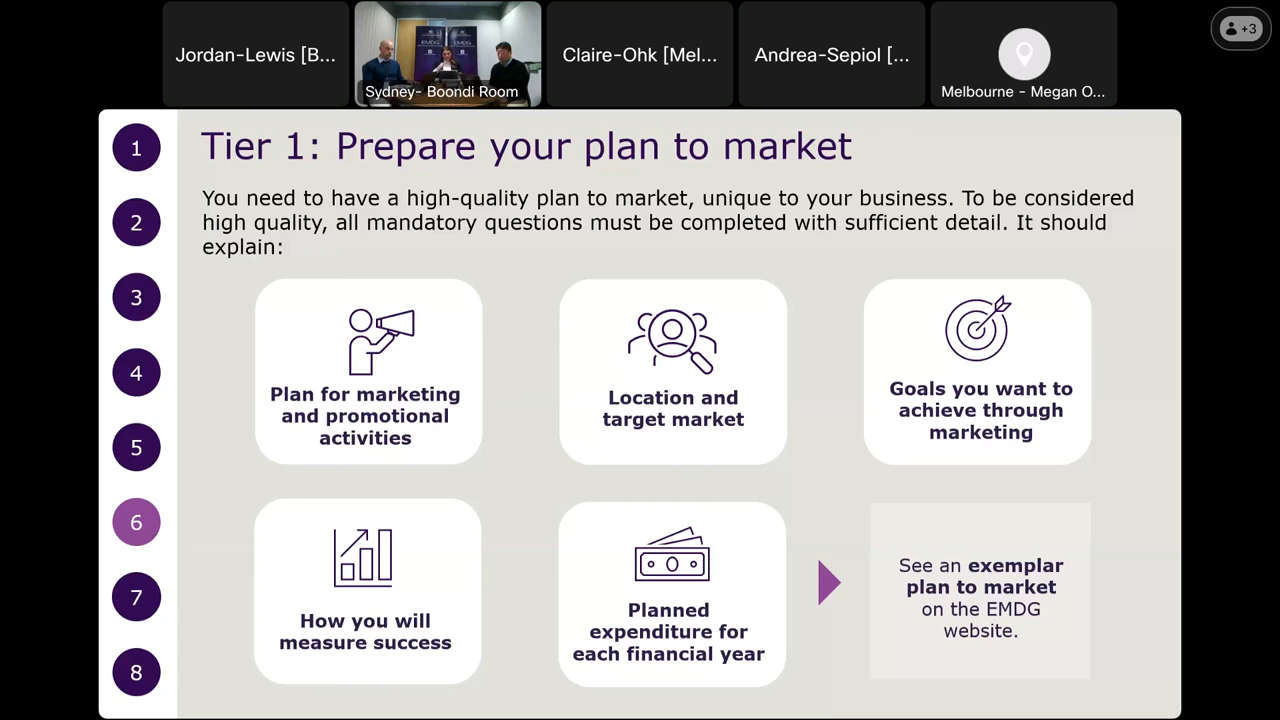 Jordan-Lewis [B...
Sydney- Boondi Room
Claire-Ohk [Mel...
Andrea-Sepiol [...
Melbourne - Megan O...
+3
EMDG
1
2
3
4
5
6
7
8
Tier 1: Prepare your plan to market
You need to have a high-quality plan to market, unique to your business. To be considered
high quality, all mandatory questions must be completed with sufficient detail. It should
explain:
Plan for marketing
and promotional
activities
Location and
target market
Goals you want to
achieve through
marketing
How you will
measure success
Planned
expenditure for
each financial year
See an exemplar
plan to market
on the EMDG
website.